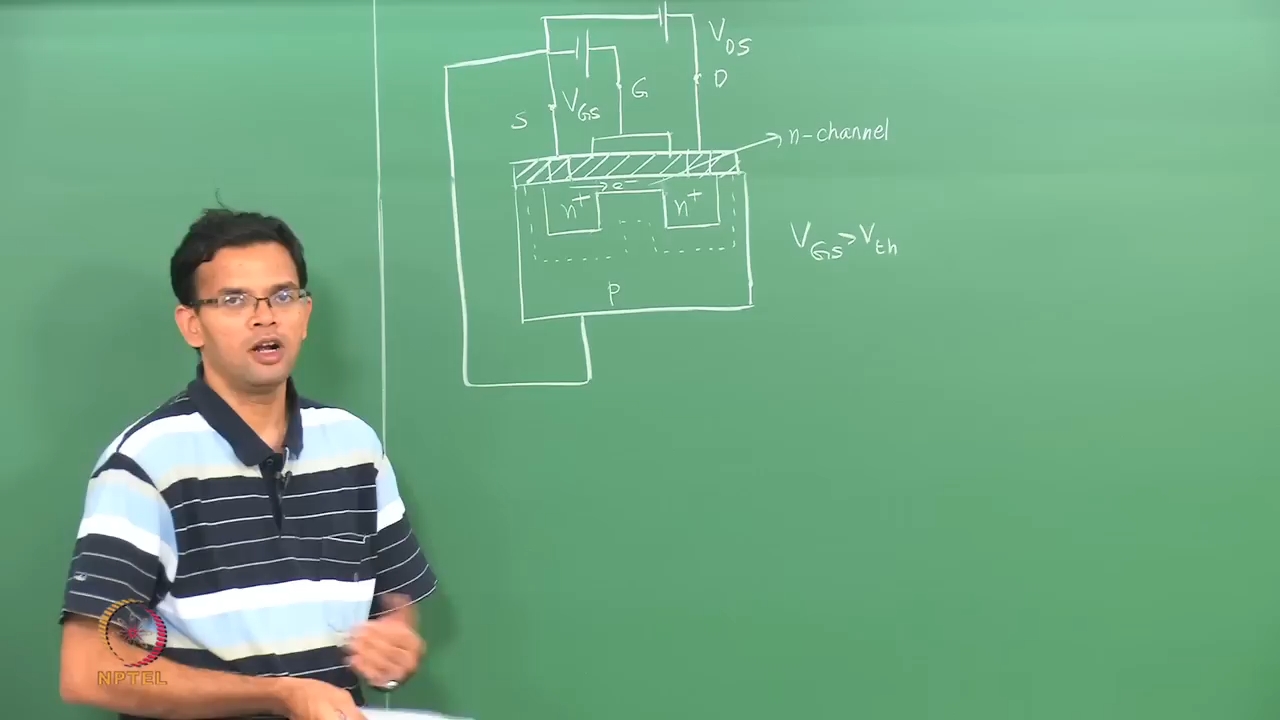 V_DS
D
G
V_GS
S
n-channel
→ e-
n+ n+
V_GS > V_th
p
NPTEL